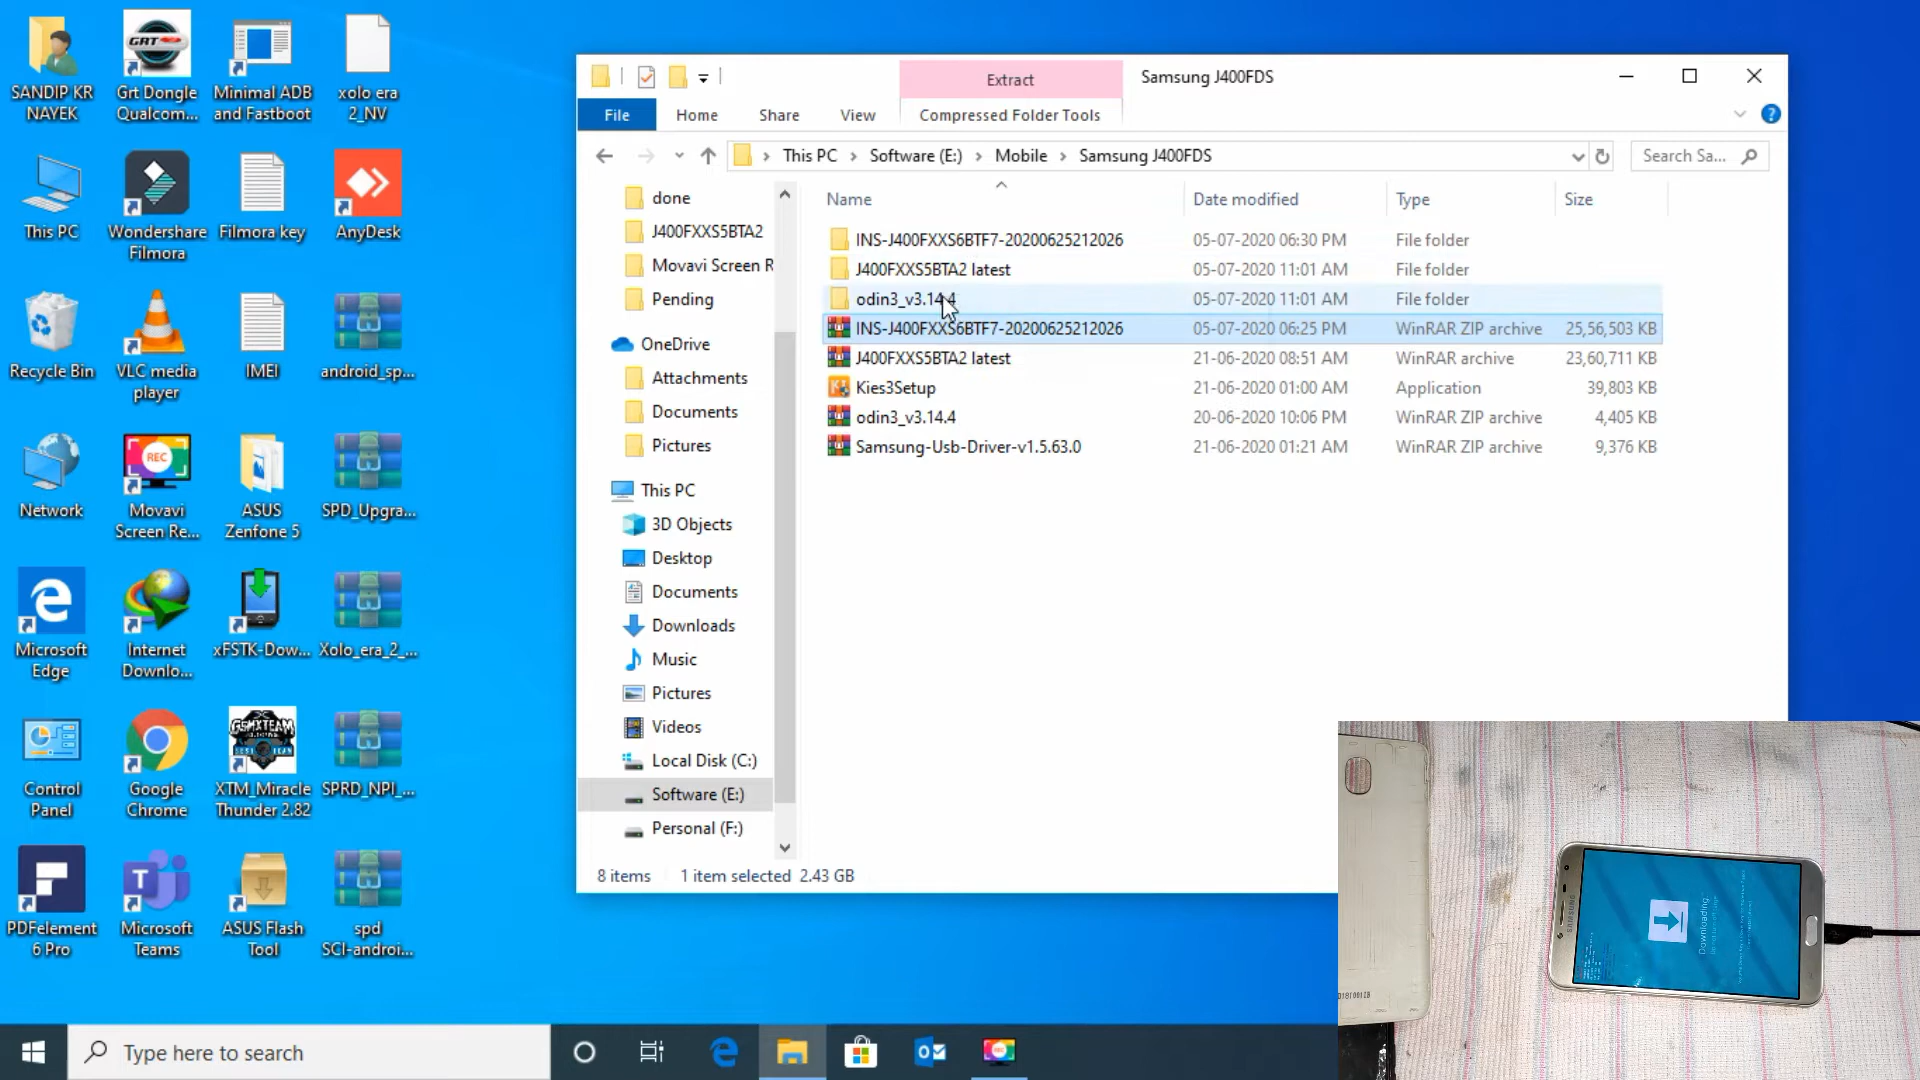 SANDIP KR
NAYEK
Grt Dongle
Qualcom...
Minimal ADB
and Fastboot
xolo era
2_NV
This PC
Wondershare
Filmora
Filmora key
AnyDesk
Recycle Bin
VLC media
player
IMEI
android_sp...
Network
REC
Movavi
Screen Re...
ASUS
Zenfone 5
SPD_Upgra...
Microsoft
Edge
Internet
Downlo...
xFSTK-Dow...
Xolo_era_2_...
Control
Panel
Google
Chrome
XTM_Miracle
Thunder 2.82
SPRD_NPI_...
PDFelement
6 Pro
Microsoft
Teams
ASUS Flash
Tool
spd
SCI-androi...
Extract
Samsung J400FDS
File
Home
Share
View
Compressed Folder Tools
This PC
Software (E:)
Mobile
Samsung J400FDS
Search Sa...
done
J400FXXS5BTA2
Movavi Screen R
Pending
OneDrive
Attachments
Documents
Pictures
This PC
3D Objects
Desktop
Documents
Downloads
Music
Pictures
Videos
Local Disk (C:)
Software (E:)
Personal (F:)
Name Date modified Type Size
INS-J400FXXS6BTF7-20200625212026 05-07-2020 06:30 PM File folder
J400FXXS5BTA2 latest 05-07-2020 11:01 AM File folder
odin3_v3.14.4 05-07-2020 11:01 AM File folder
INS-J400FXXS6BTF7-20200625212026 05-07-2020 06:25 PM WinRAR ZIP archive 25,56,503 KB
J400FXXS5BTA2 latest 21-06-2020 08:51 AM WinRAR archive 23,60,711 KB
Kies3Setup 21-06-2020 01:00 AM Application 39,803 KB
odin3_v3.14.4 20-06-2020 10:06 PM WinRAR ZIP archive 4,405 KB
Samsung-Usb-Driver-v1.5.63.0 21-06-2020 01:21 AM WinRAR ZIP archive 9,376 KB
8 items 1 item selected 2.43 GB
SAMSUNG
Downloading...
Type here to search